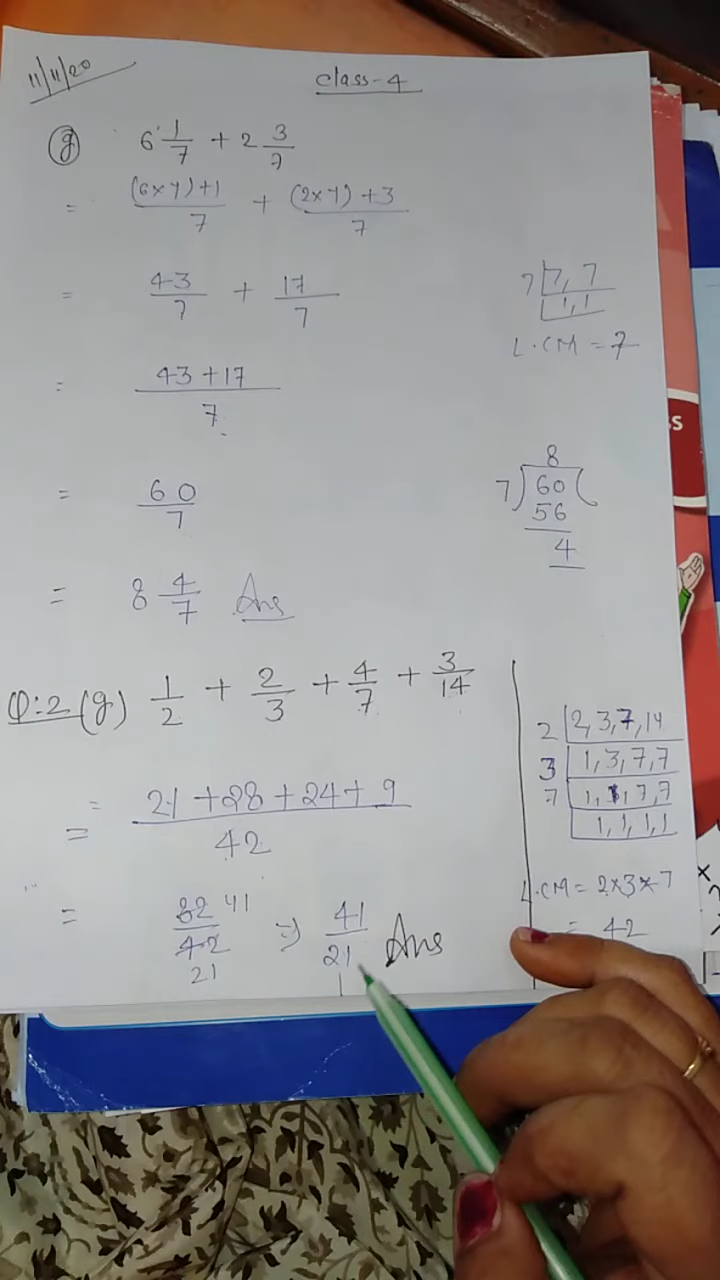 11/11/20
Class-4
(g) 6 1/7 + 2 3/7
= (6×7)+1/7 + (2×7)+3/7
= 43/7 + 17/7
7 | 7, 7
1, 1
L.CM = 7
= 43+17/7
= 60/7
8
7 ) 60 (
56
4
= 8 4/7 Ans
Q:2 (g) 1/2 + 2/3 + 4/7 + 3/14
2 | 2, 3, 7, 14
3 | 1, 3, 7, 7
7 | 1, 1, 7, 7
1, 1, 1, 1
L.CM = 2×3×7
= 42
= 21+28+24+9/42
= 82/42 41/21 ⇒ 41/21 Ans
ss